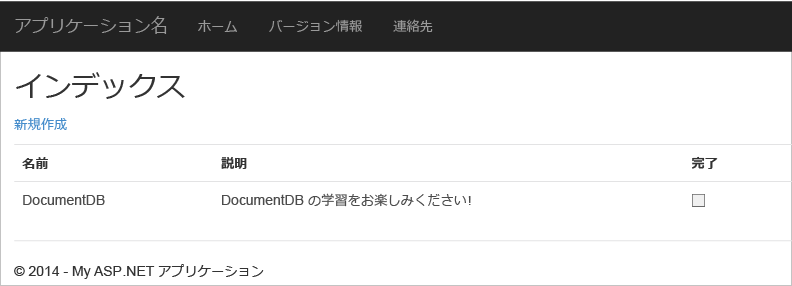 アプリケーション名 ホーム バージョン情報 連絡先
インデックス
新規作成
名前 説明 完了
DocumentDB DocumentDB の学習をお楽しみください!
© 2014 - My ASP.NET アプリケーション